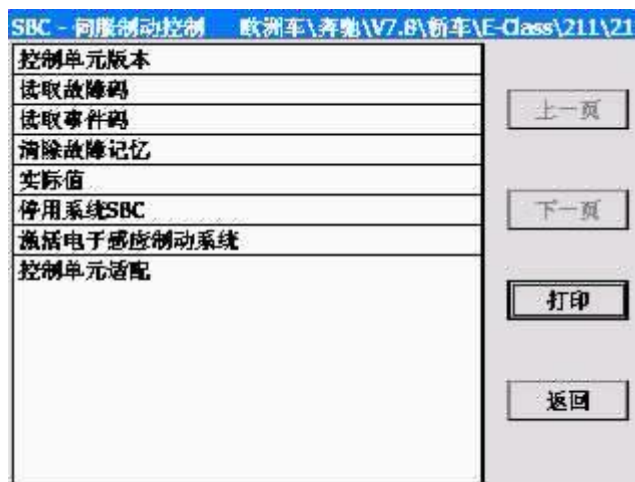 SBC - 伺服制动控制 欧洲车\奔驰\V7.8\轿车\E-Class\211\21
控制单元版本
读取故障码
读取事件码
清除故障记忆
实际值
停用系统SBC
激活电子感应制动系统
控制单元适配
上一页
下一页
打印
返回